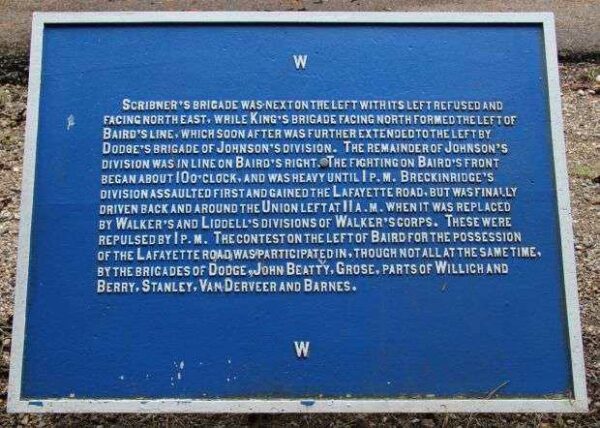 W
SCRIBNER'S BRIGADE WAS NEXT ON THE LEFT WITH ITS LEFT REFUSED AND
FACING NORTH EAST, WHILE KING'S BRIGADE FACING NORTH FORMED THE LEFT OF
BAIRD'S LINE, WHICH SOON AFTER WAS FURTHER EXTENDED TO THE LEFT BY
DODGE'S BRIGADE OF JOHNSON'S DIVISION. THE REMAINDER OF JOHNSON'S
DIVISION WAS IN LINE ON BAIRD'S RIGHT. THE FIGHTING ON BAIRD'S FRONT
BEGAN ABOUT 10 O'CLOCK, AND WAS HEAVY UNTIL 1 P.M. BRECKINRIDGE'S
DIVISION ASSAULTED FIRST AND GAINED THE LAFAYETTE ROAD, BUT WAS FINALLY
DRIVEN BACK AND AROUND THE UNION LEFT AT 11 A.M. WHEN IT WAS REPLACED
BY WALKER'S AND LIDDELL'S DIVISIONS OF WALKER'S CORPS. THESE WERE
REPULSED BY 1 P.M. THE CONTEST ON THE LEFT OF BAIRD FOR THE POSSESSION
OF THE LAFAYETTE ROAD, WAS PARTICIPATED IN, THOUGH NOT ALL AT THE SAME TIME,
BY THE BRIGADES OF DODGE, JOHN BEATTY, GROSE, PARTS OF WILLICH AND
BERRY, STANLEY, VAN DERVEER AND BARNES.
W